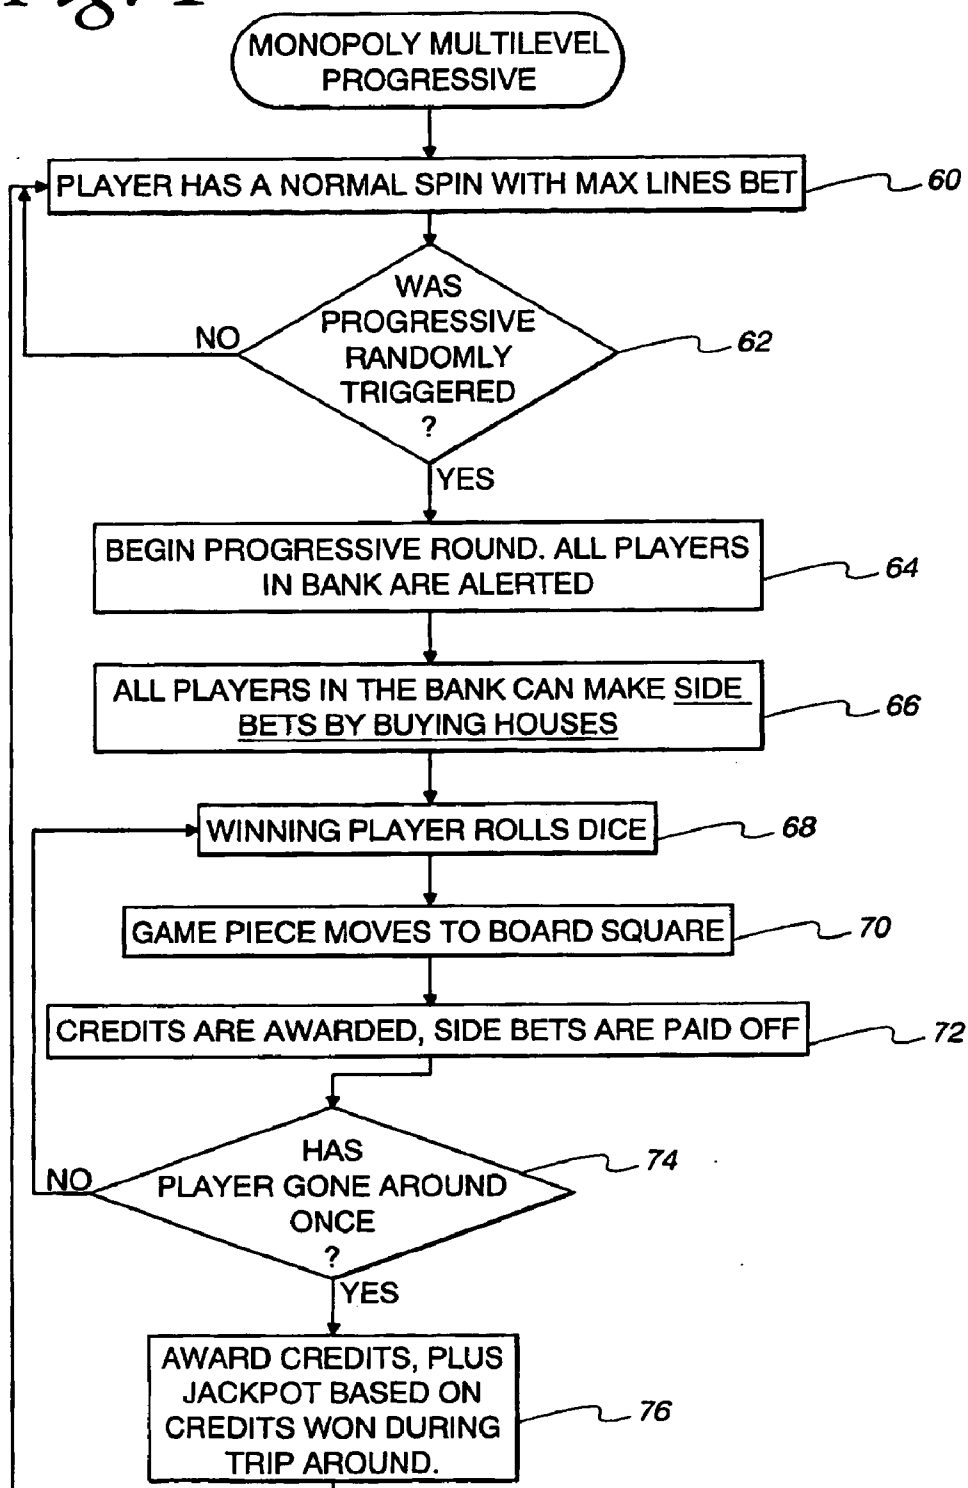 MONOPOLY MULTILEVEL
PROGRESSIVE
PLAYER HAS A NORMAL SPIN WITH MAX LINES BET
60
WAS
PROGRESSIVE
RANDOMLY
TRIGGERED
?
NO
62
YES
BEGIN PROGRESSIVE ROUND. ALL PLAYERS
IN BANK ARE ALERTED
64
ALL PLAYERS IN THE BANK CAN MAKE SIDE
BETS BY BUYING HOUSES
66
WINNING PLAYER ROLLS DICE
68
GAME PIECE MOVES TO BOARD SQUARE
70
CREDITS ARE AWARDED, SIDE BETS ARE PAID OFF
72
HAS
PLAYER GONE AROUND
ONCE
?
74
NO
YES
AWARD CREDITS, PLUS
JACKPOT BASED ON
CREDITS WON DURING
TRIP AROUND.
76